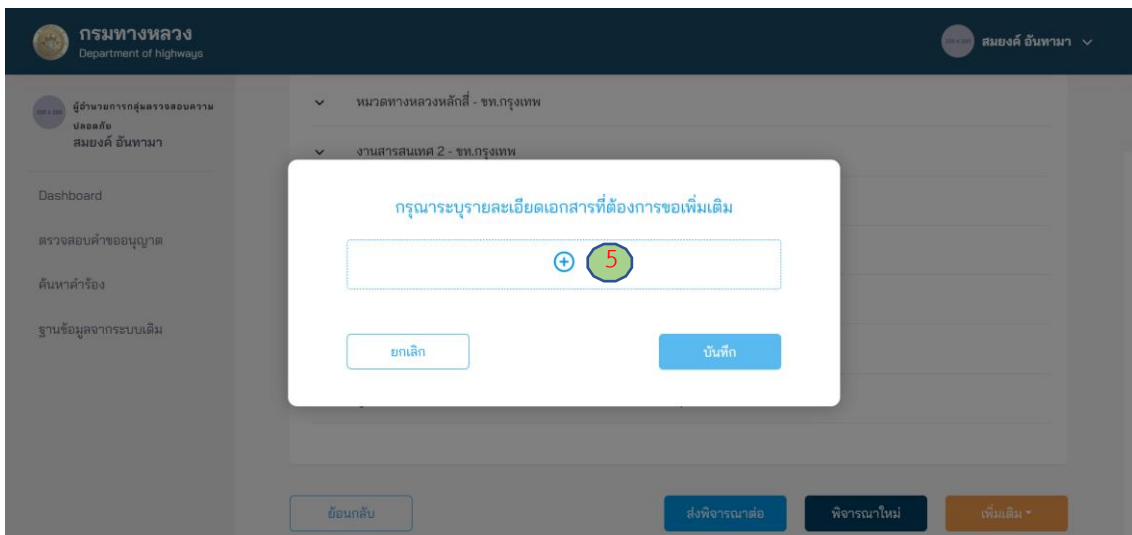 กรมทางหลวง
Department of highways
สมยงค์ อันทามา
ผู้อำนวยการกลุ่มตรวจสอบความ
ปลอดภัย
สมยงค์ อันทามา
Dashboard
ตรวจสอบคำขออนุญาต
ค้นหาคำร้อง
ฐานข้อมูลจากระบบเดิม
หมวดทางหลวงหลักสี่ - ขท.กรุงเทพ
งานสารสนเทศ 2 - ขท.กรุงเทพ
กรุณาระบุรายละเอียดเอกสารที่ต้องการขอเพิ่มเติม
5
ยกเลิก
บันทึก
ย้อนกลับ
ส่งพิจารณาต่อ
พิจารณาใหม่
เพิ่มเติม